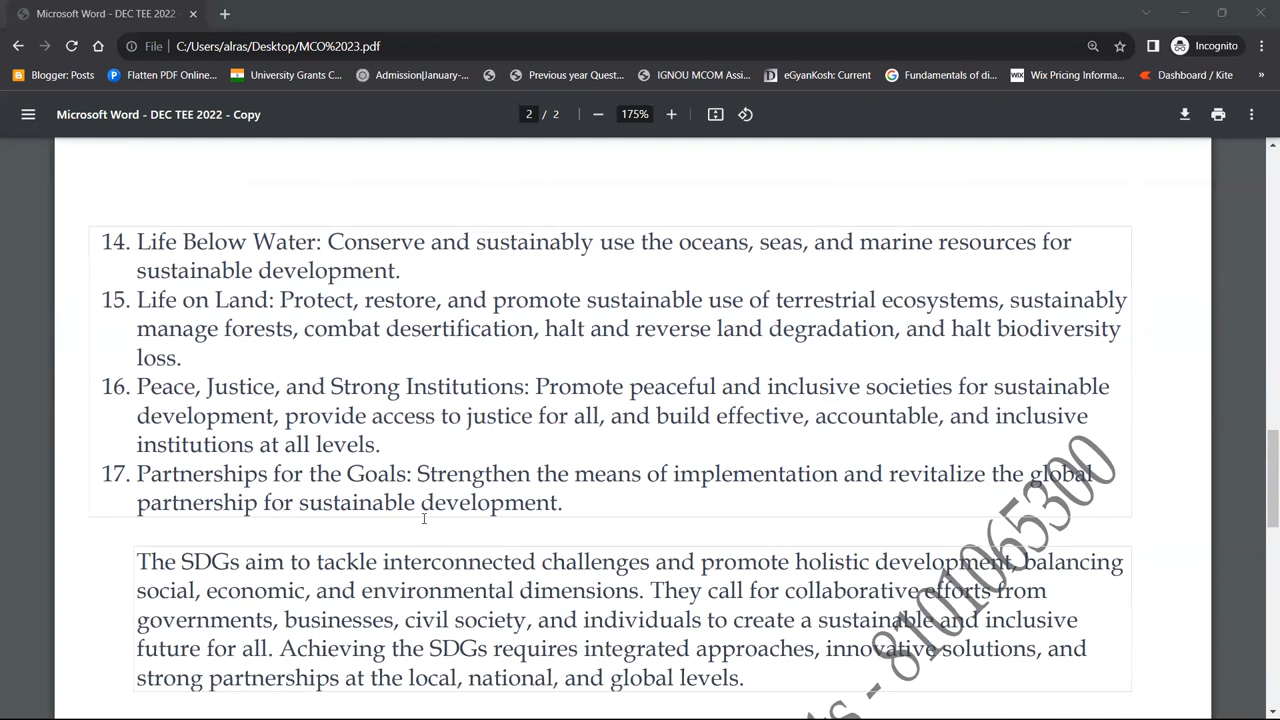 Microsoft Word - DEC TEE 2022
File C:/Users/alras/Desktop/MCO%2023.pdf
Incognito
Blogger: Posts Flatten PDF Online... University Grants C... Admission|January-... Previous year Quest... IGNOU MCOM Assi... eGyanKosh: Current Fundamentals of di... WIX Wix Pricing Informa... Dashboard / Kite »
Microsoft Word - DEC TEE 2022 - Copy 2 / 2 175%
14. Life Below Water: Conserve and sustainably use the oceans, seas, and marine resources for
sustainable development.
15. Life on Land: Protect, restore, and promote sustainable use of terrestrial ecosystems, sustainably
manage forests, combat desertification, halt and reverse land degradation, and halt biodiversity
loss.
16. Peace, Justice, and Strong Institutions: Promote peaceful and inclusive societies for sustainable
development, provide access to justice for all, and build effective, accountable, and inclusive
institutions at all levels.
17. Partnerships for the Goals: Strengthen the means of implementation and revitalize the global
partnership for sustainable development.
The SDGs aim to tackle interconnected challenges and promote holistic development, balancing
social, economic, and environmental dimensions. They call for collaborative efforts from
governments, businesses, civil society, and individuals to create a sustainable and inclusive
future for all. Achieving the SDGs requires integrated approaches, innovative solutions, and
strong partnerships at the local, national, and global levels.
- 8101065300